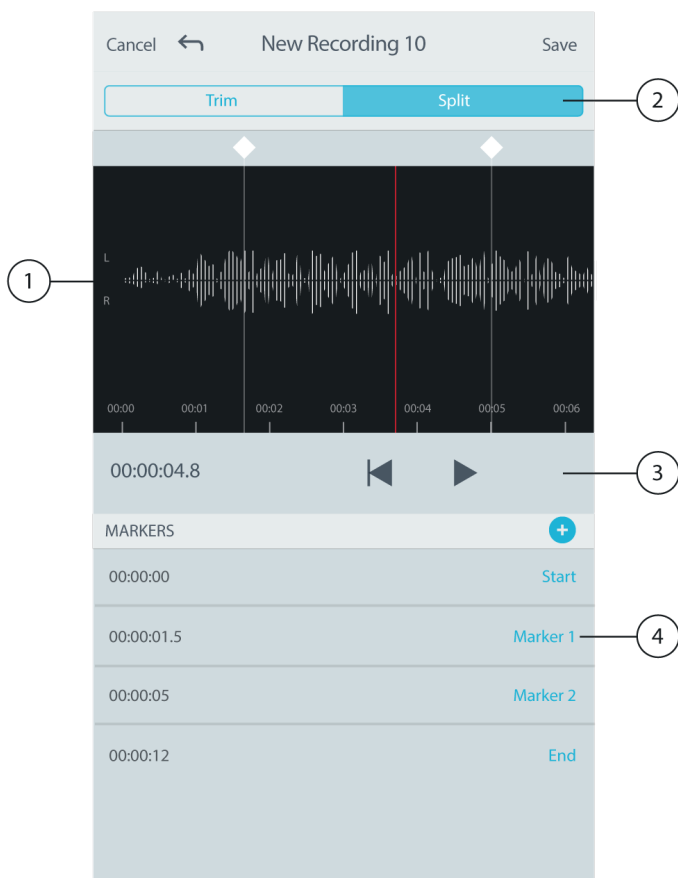 Cancel New Recording 10 Save
Trim Split
2
1
L
R
00:00 00:01 00:02 00:03 00:04 00:05 00:06
00:00:04.8
3
MARKERS +
00:00:00 Start
00:00:01.5 Marker 1
4
00:00:05 Marker 2
00:00:12 End